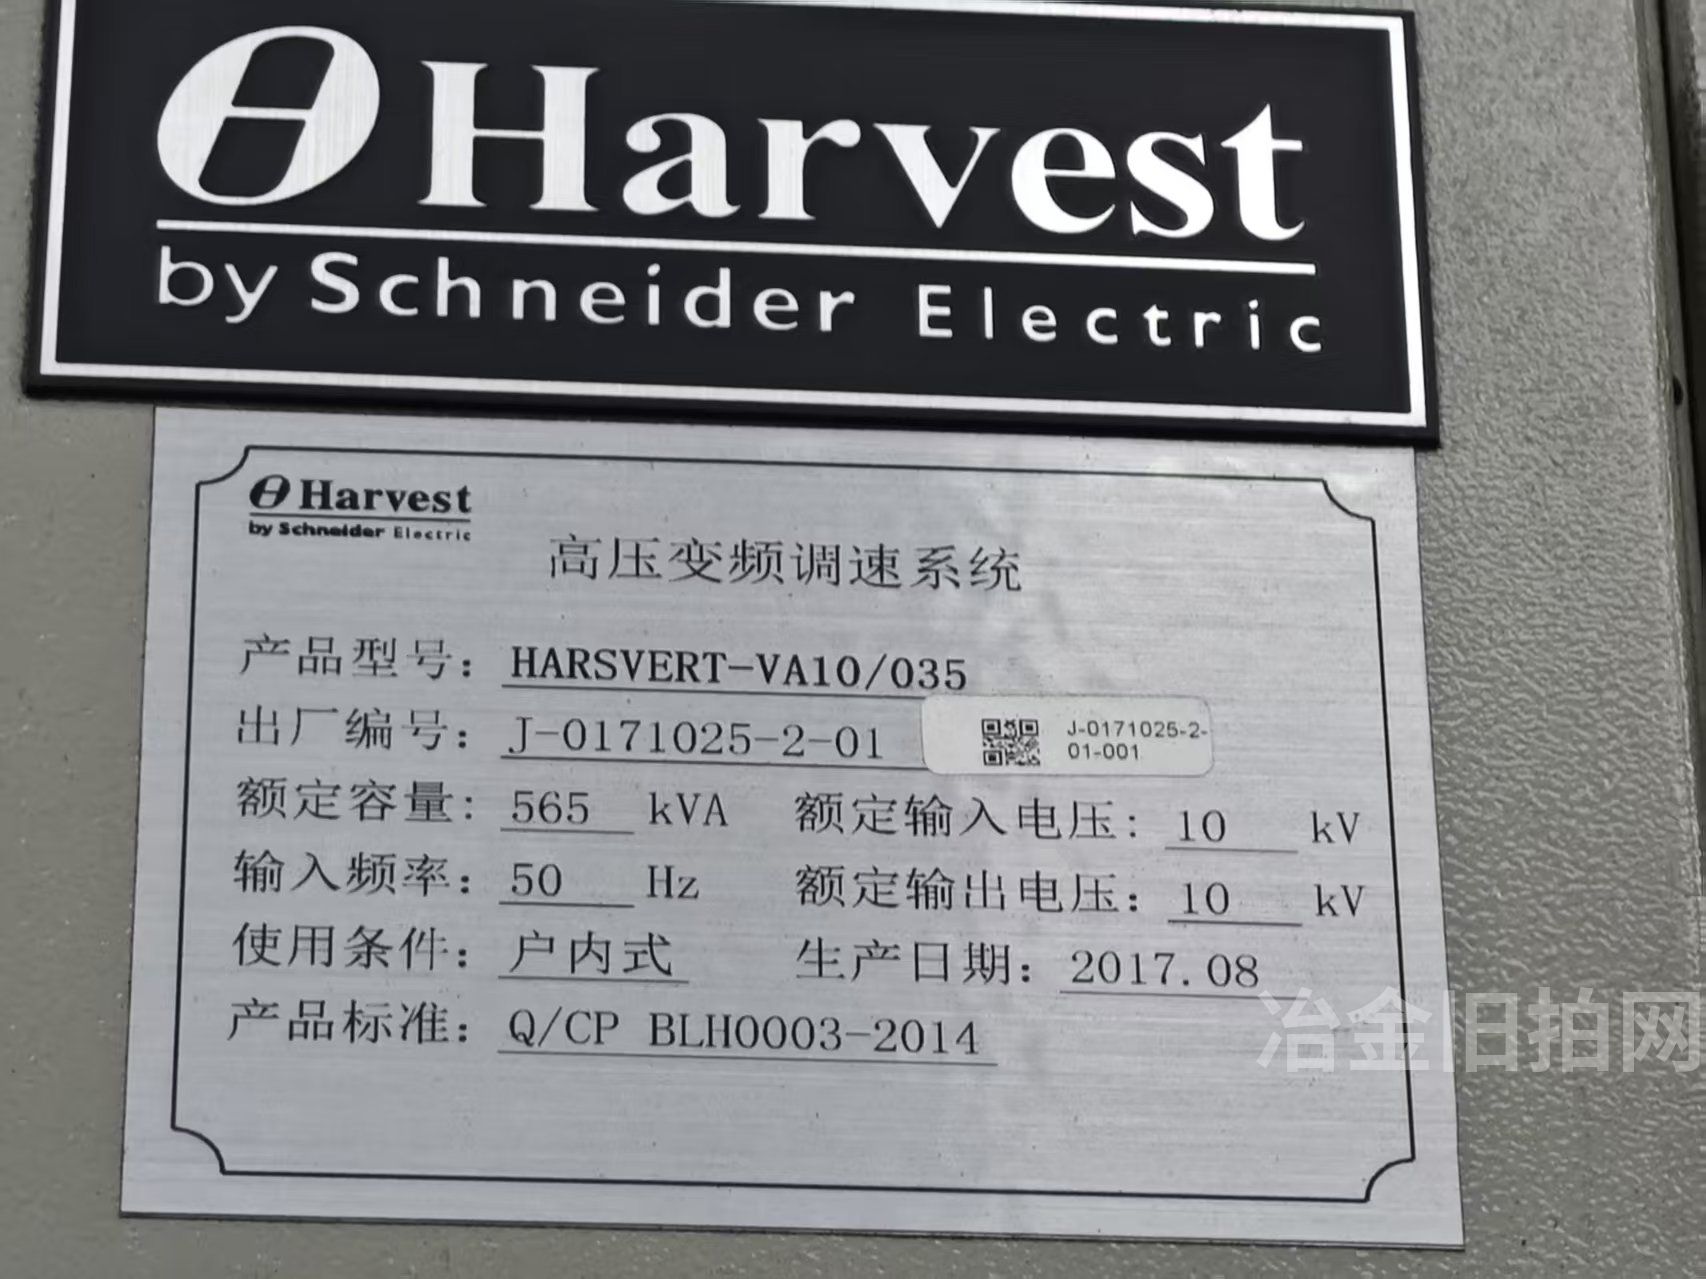 Harvest
by Schneider Electric
Harvest
by Schneider Electric
高压变频调速系统
产品型号: HARSVERT-VA10/035
出厂编号: J-0171025-2-01
J-0171025-2-
01-001
额定容量: 565 kVA 额定输入电压: 10 kV
输入频率: 50 Hz 额定输出电压: 10 kV
使用条件: 户内式 生产日期: 2017.08
产品标准: Q/CP BLH0003-2014
冶金旧拍网